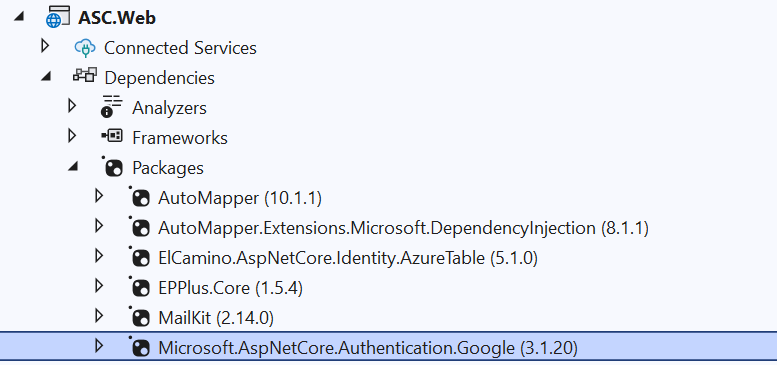 ASC.Web
Connected Services
Dependencies
Analyzers
Frameworks
Packages
AutoMapper (10.1.1)
AutoMapper.Extensions.Microsoft.DependencyInjection (8.1.1)
ElCamino.AspNetCore.Identity.AzureTable (5.1.0)
EPPlus.Core (1.5.4)
MailKit (2.14.0)
Microsoft.AspNetCore.Authentication.Google (3.1.20)